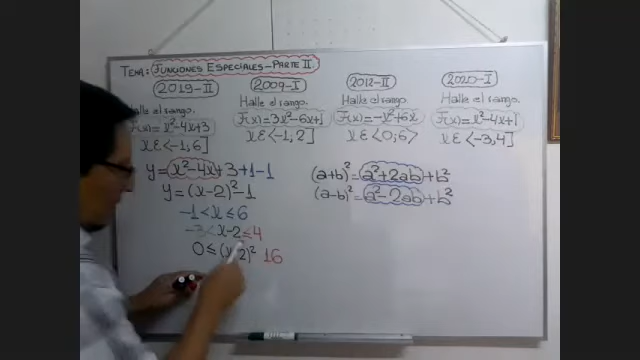 TEMA: FUNCIONES ESPECIALES-PARTE II
2019-II
Halle el rango.
F(x)=x²-4x+3
x∈<-1,6]
2009-I
Halle el rango.
F(x)=3x²-6x+1
x∈<-1,2]
2012-II
Halle el rango.
F(x)=-x²+6x
x∈<0;6>
2020-I
Halle el rango.
F(x)=x²-4x+1
x∈<-3,4]
y=x²-4x+3+1-1
y=(x-2)²-1
-1<x≤6
-3<x-2≤4
0≤(x-2)² 16
(a+b)²=a²+2ab+b²
(a-b)²=a²-2ab+b²